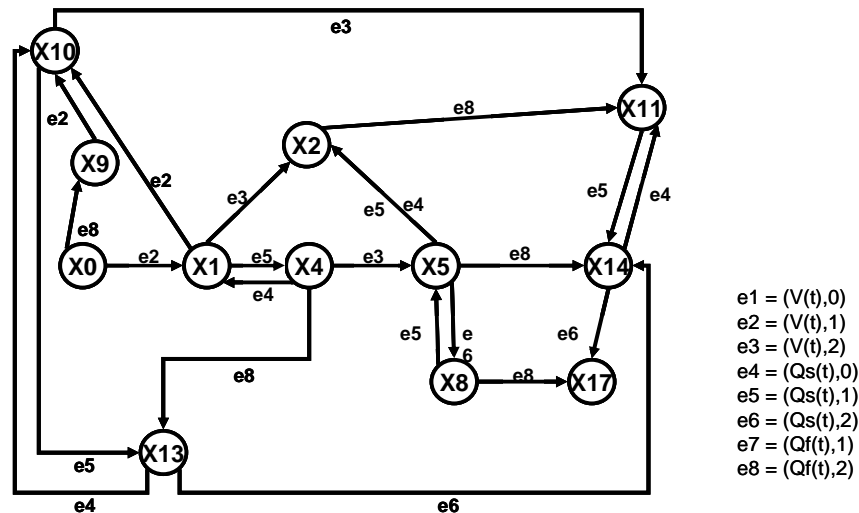 e3
X10
e8
X11
e2
X2
X9
e2
e3
e5
e4
e5
e4
e8
X0
e2
X1
e5
X4
e3
X5
e8
X14
e4
e5
e
6
e6
e8
X8
e8
X17
X13
e5
e4
e6
e1 = (V(t),0)
e2 = (V(t),1)
e3 = (V(t),2)
e4 = (Qs(t),0)
e5 = (Qs(t),1)
e6 = (Qs(t),2)
e7 = (Qf(t),1)
e8 = (Qf(t),2)